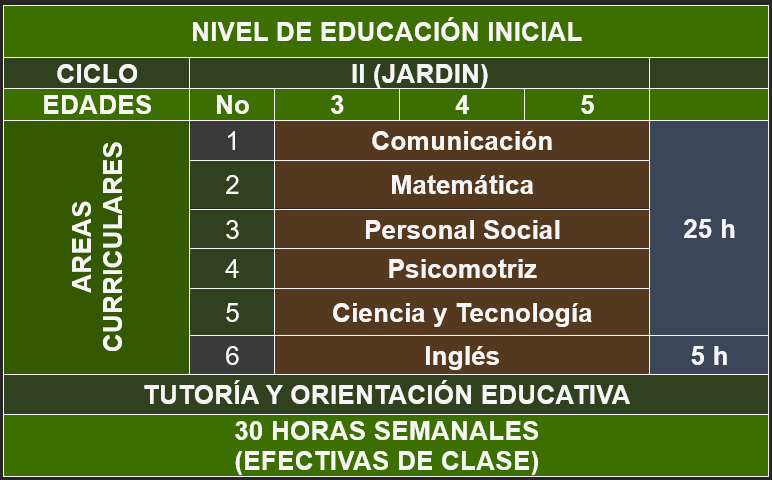 NIVEL DE EDUCACIÓN INICIAL
CICLO II (JARDIN)
EDADES No 3 4 5
AREAS
CURRICULARES
1 Comunicación
2 Matemática
3 Personal Social
4 Psicomotriz
5 Ciencia y Tecnología
25 h
6 Inglés 5 h
TUTORÍA Y ORIENTACIÓN EDUCATIVA
30 HORAS SEMANALES
(EFECTIVAS DE CLASE)